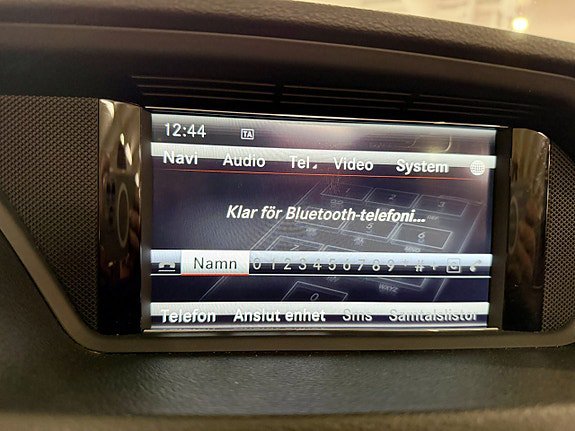 12:44 TA
Navi Audio Tel Video System
Klar för Bluetooth-telefoni...
Namn 0 1 2 3 4 5 6 7 8 9 * #
Telefon Anslut enhet Sms Samtalslistor